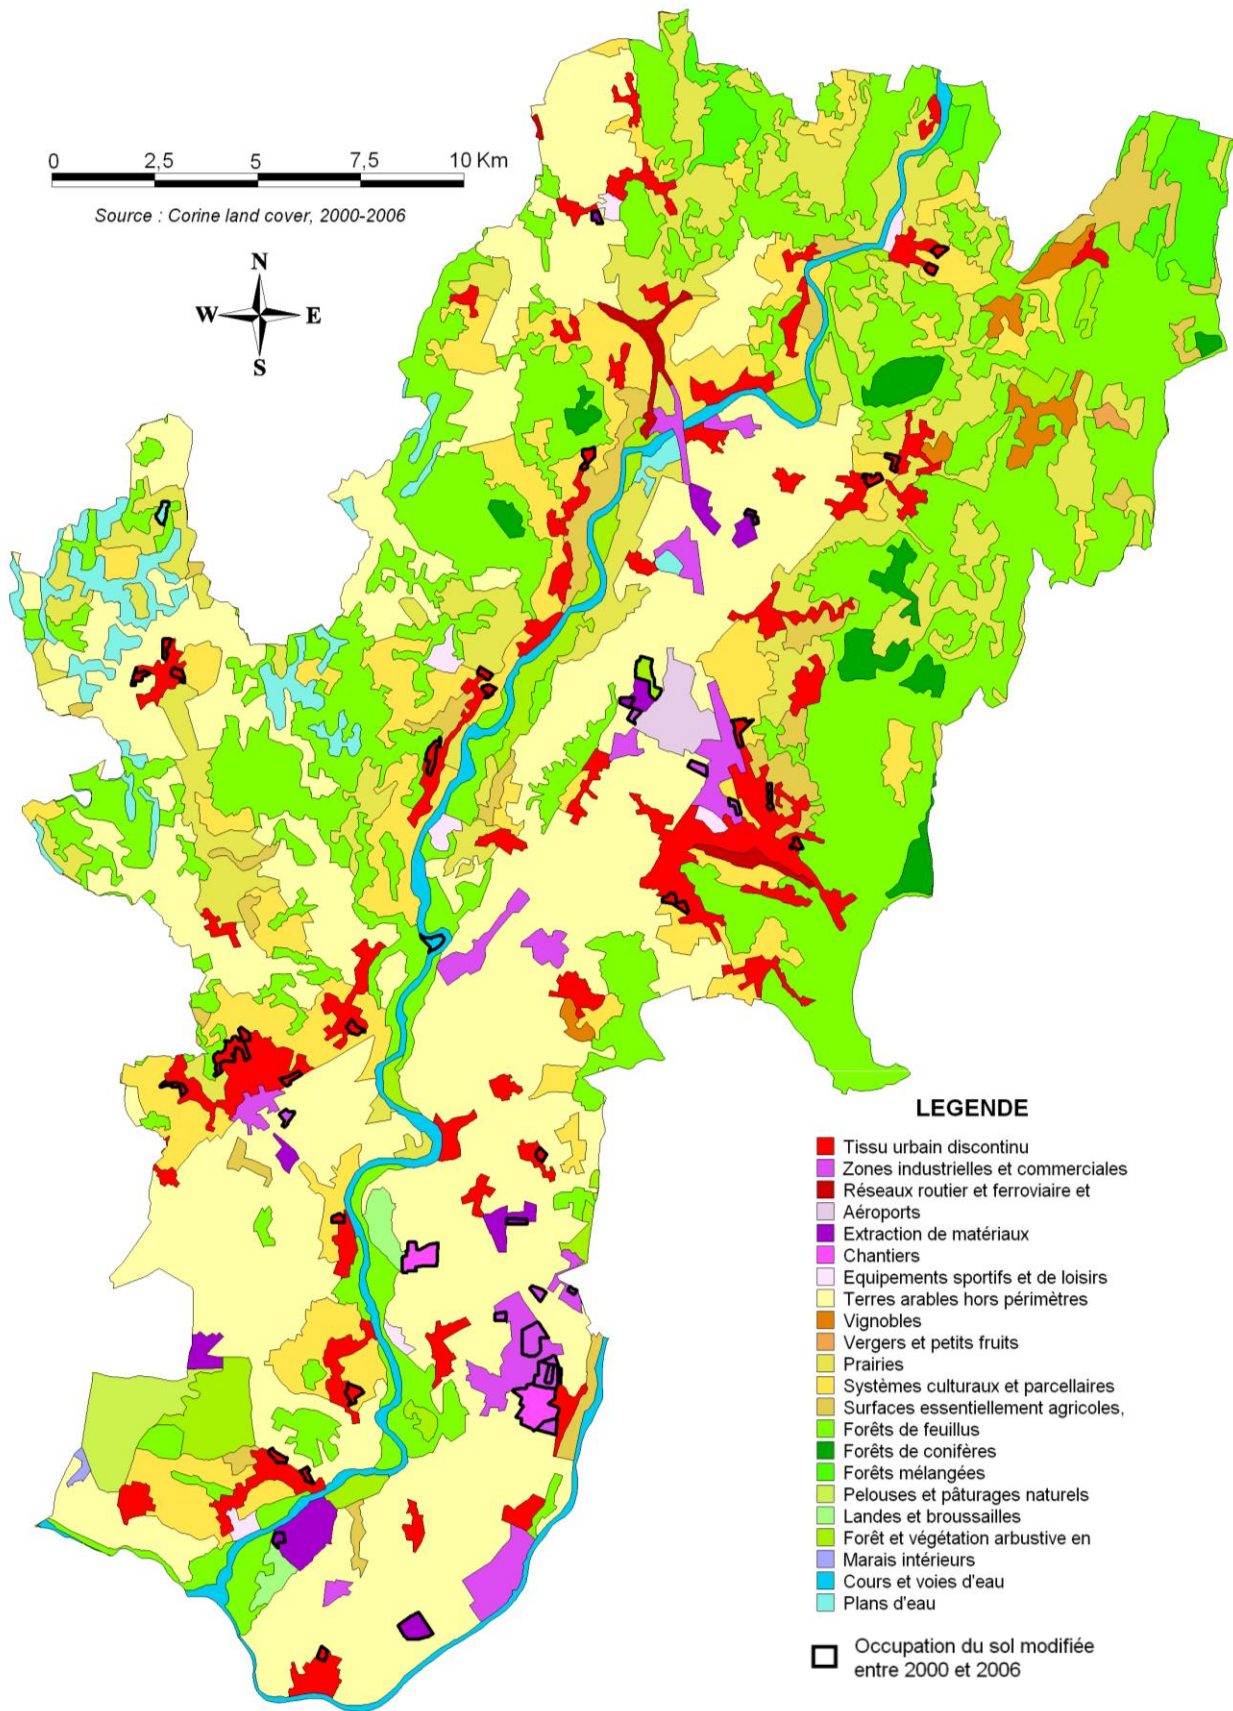 0 2,5 5 7,5 10 Km
Source : Corine land cover, 2000-2006
N
W E
S
LEGENDE
Tissu urbain discontinu
Zones industrielles et commerciales
Réseaux routier et ferroviaire et
Aéroports
Extraction de matériaux
Chantiers
Equipements sportifs et de loisirs
Terres arables hors périmètres
Vignobles
Vergers et petits fruits
Prairies
Systèmes culturaux et parcellaires
Surfaces essentiellement agricoles,
Forêts de feuillus
Forêts de conifères
Forêts mélangées
Pelouses et pâturages naturels
Landes et broussailles
Forêt et végétation arbustive en
Marais intérieurs
Cours et voies d'eau
Plans d'eau
Occupation du sol modifiée
entre 2000 et 2006